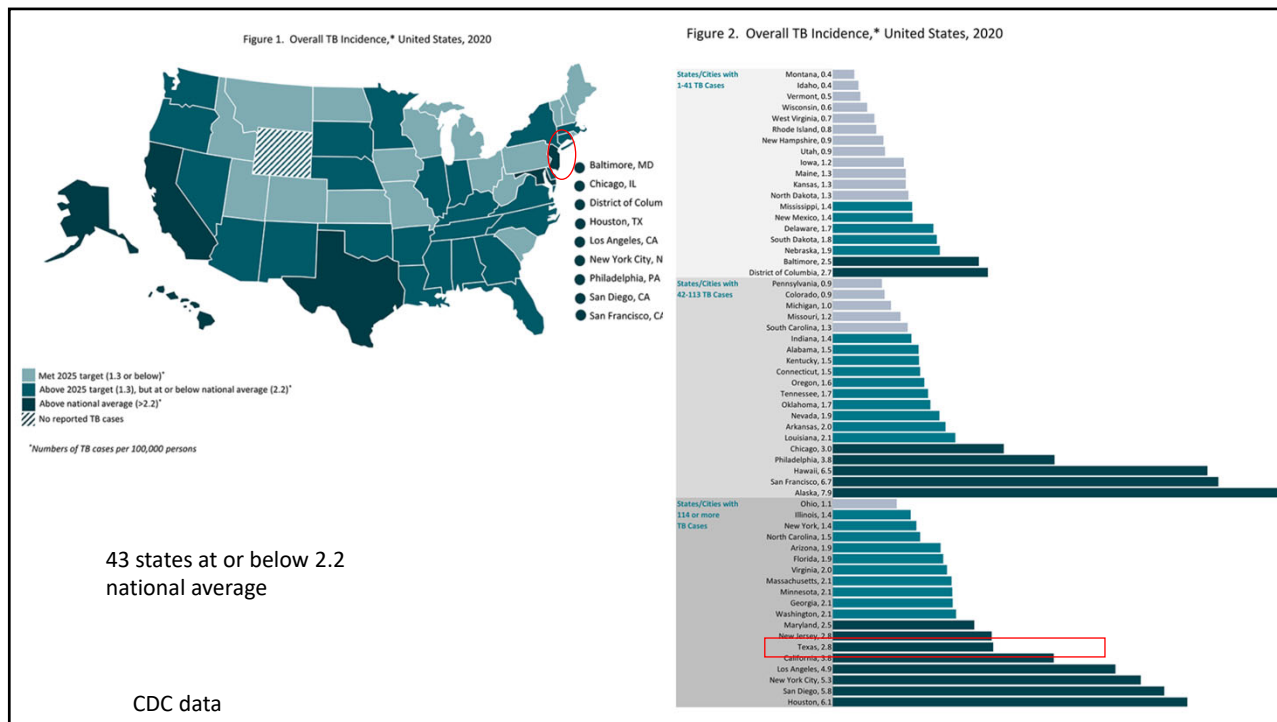 Figure 1. Overall TB Incidence,* United States, 2020
Baltimore, MD
Chicago, IL
District of Colum
Houston, TX
Los Angeles, CA
New York City, N
Philadelphia, PA
San Diego, CA
San Francisco, CA
Met 2025 target (1.3 or below)*
Above 2025 target (1.3), but at or below national average (2.2)*
Above national average (>2.2)*
No reported TB cases
*Numbers of TB cases per 100,000 persons
43 states at or below 2.2
national average
CDC data
Figure 2. Overall TB Incidence,* United States, 2020
States/Cities with
1-41 TB Cases
Montana, 0.4
Idaho, 0.4
Vermont, 0.5
Wisconsin, 0.6
West Virginia, 0.7
Rhode Island, 0.8
New Hampshire, 0.9
Utah, 0.9
Iowa, 1.2
Maine, 1.3
Kansas, 1.3
North Dakota, 1.3
Mississippi, 1.4
New Mexico, 1.4
Delaware, 1.7
South Dakota, 1.8
Nebraska, 1.9
Baltimore, 2.5
District of Columbia, 2.7
States/Cities with
42-113 TB Cases
Pennsylvania, 0.9
Colorado, 0.9
Michigan, 1.0
Missouri, 1.2
South Carolina, 1.3
Indiana, 1.4
Alabama, 1.5
Kentucky, 1.5
Connecticut, 1.5
Oregon, 1.6
Tennessee, 1.7
Oklahoma, 1.7
Nevada, 1.9
Arkansas, 2.0
Louisiana, 2.1
Chicago, 3.0
Philadelphia, 3.8
Hawaii, 6.5
San Francisco, 6.7
Alaska, 7.9
States/Cities with
114 or more
TB Cases
Ohio, 1.1
Illinois, 1.4
New York, 1.4
North Carolina, 1.5
Arizona, 1.9
Florida, 1.9
Virginia, 2.0
Massachusetts, 2.1
Minnesota, 2.1
Georgia, 2.1
Washington, 2.1
Maryland, 2.5
New Jersey, 2.8
Texas, 2.8
California, 3.8
Los Angeles, 4.9
New York City, 5.3
San Diego, 5.8
Houston, 6.1